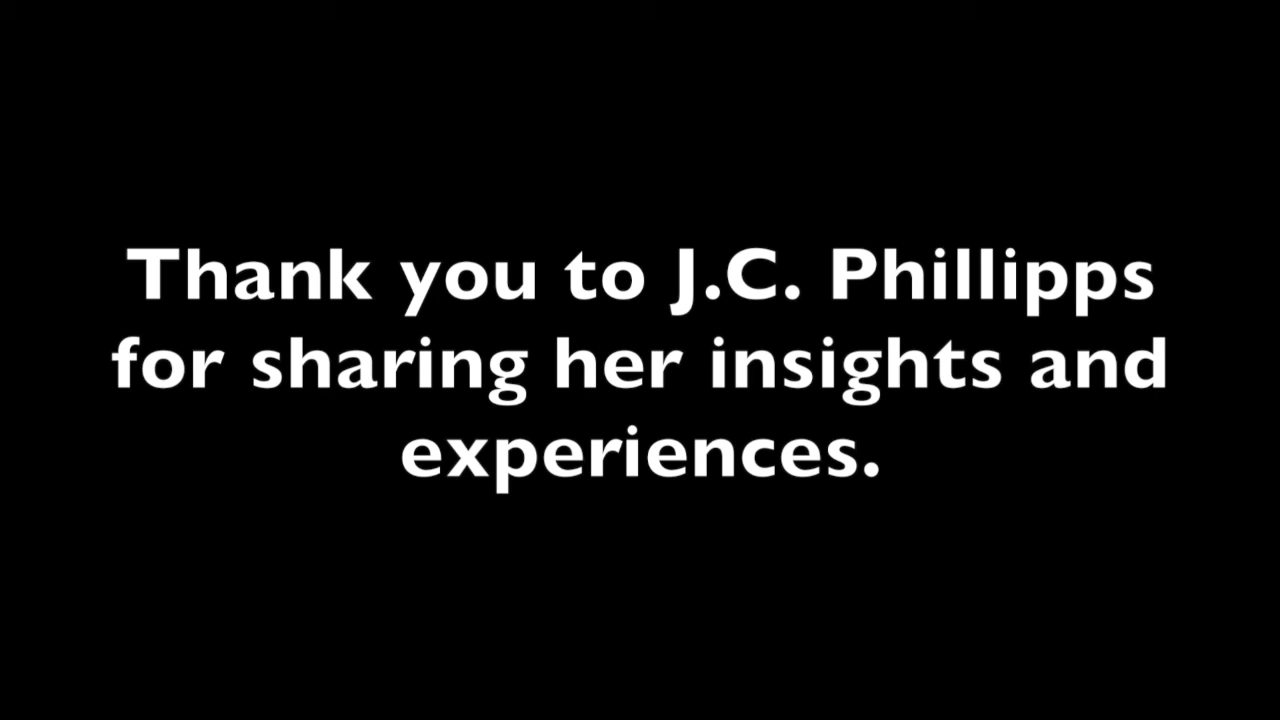 Thank you to J.C. Phillipps
for sharing her insights and
experiences.